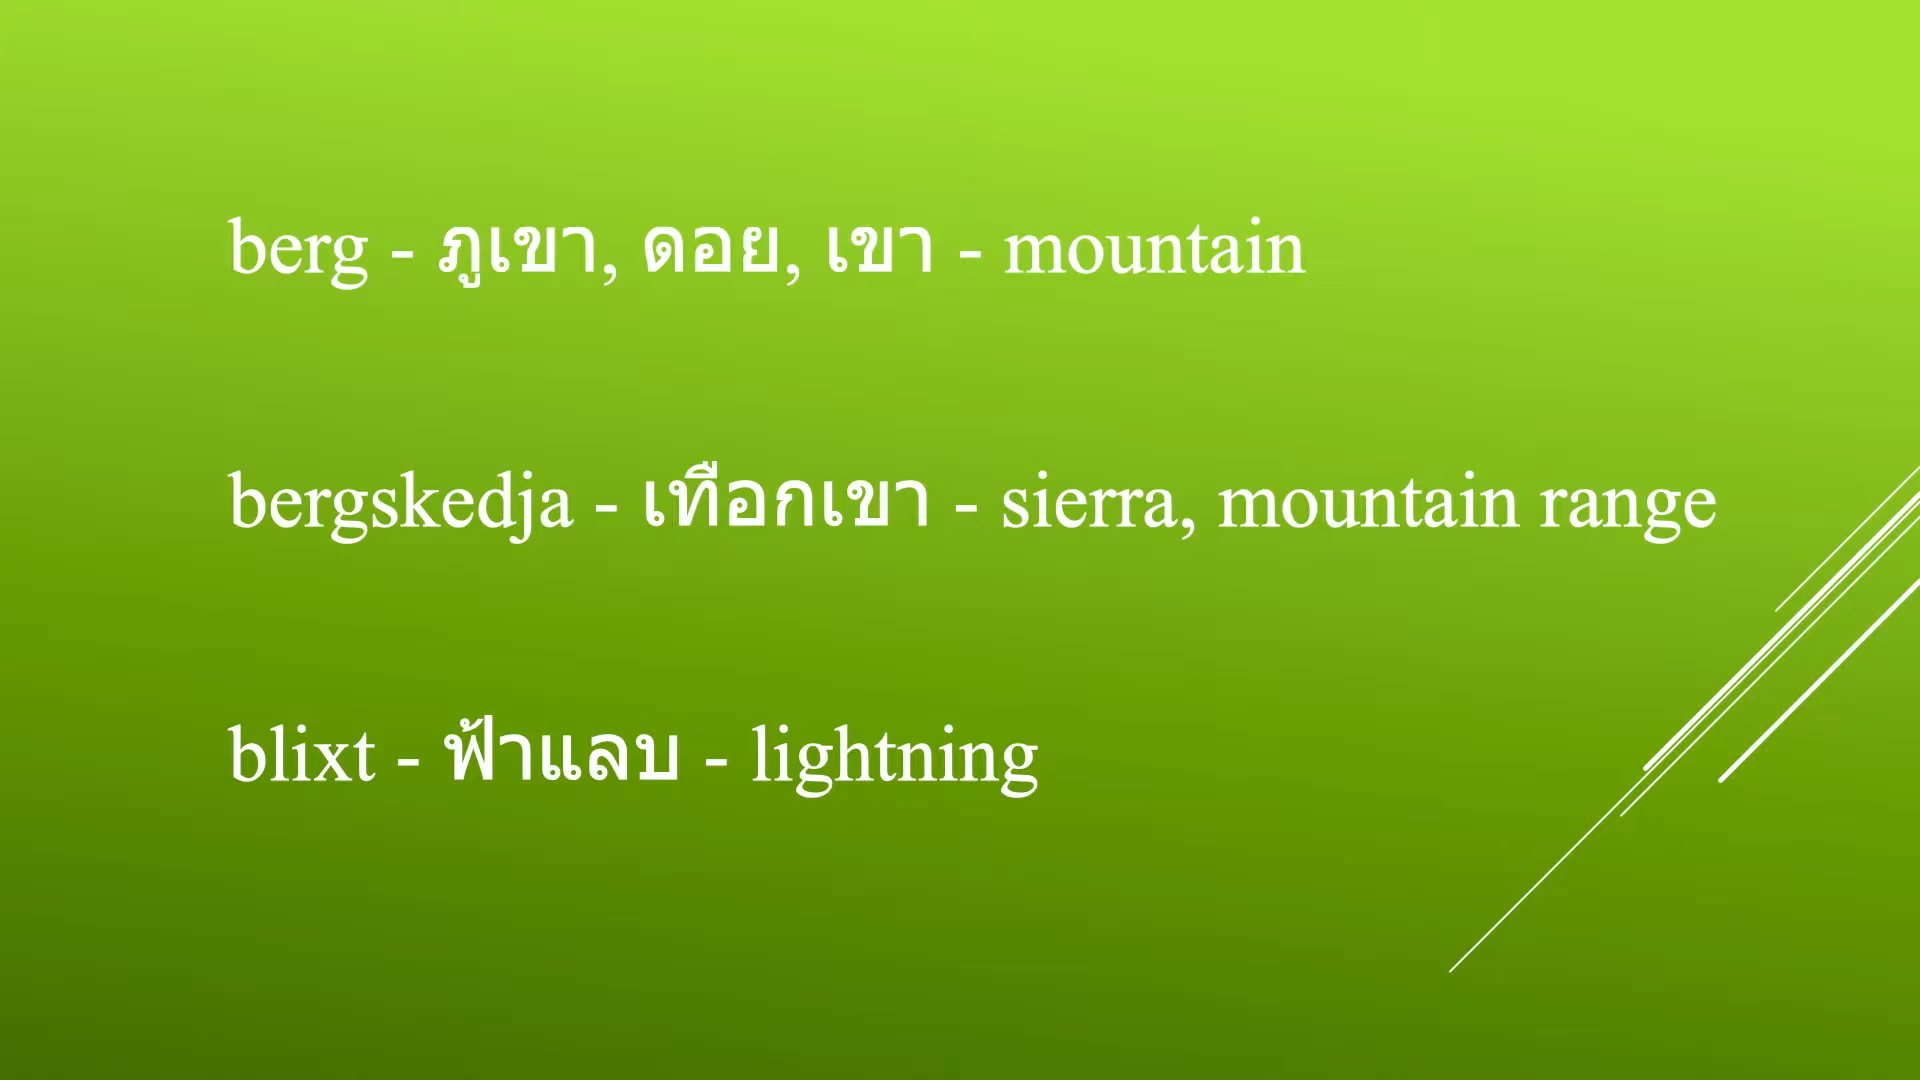 berg - ภูเขา, ดอย, เขา - mountain
bergskedja - เทือกเขา - sierra, mountain range
blixt - ฟ้าแลบ - lightning